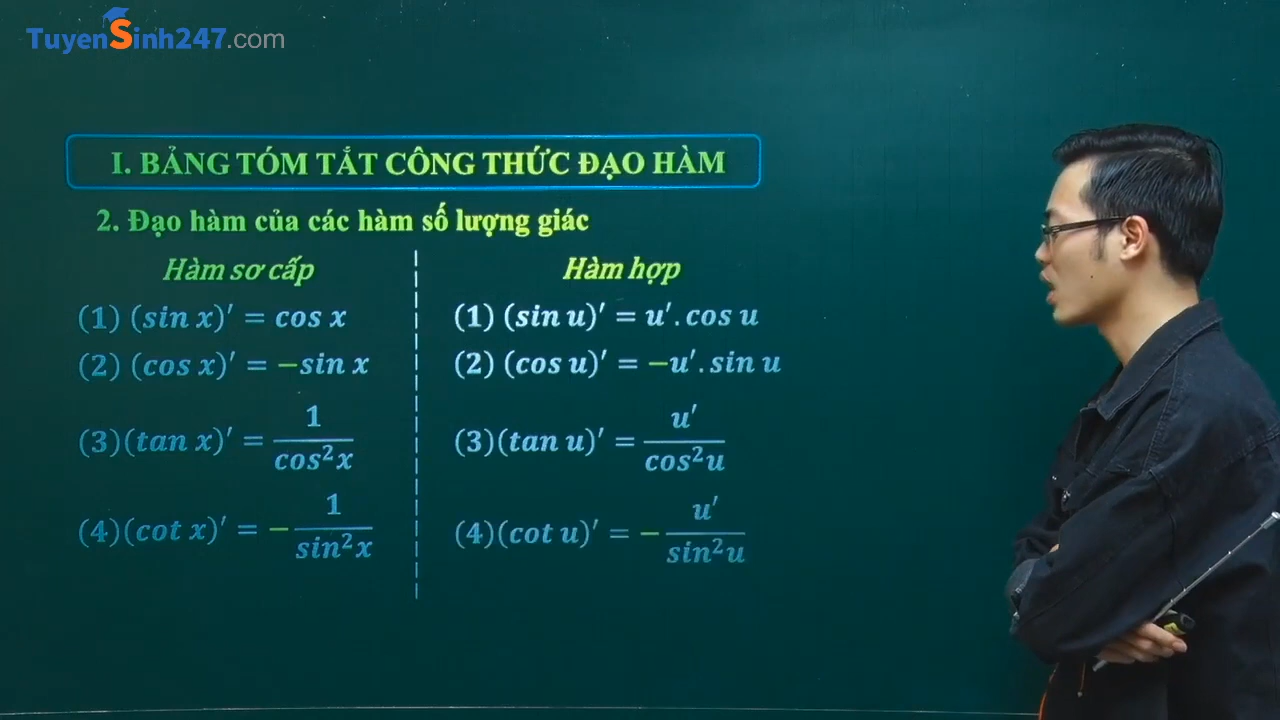 TuyenSinh247.com
I. BẢNG TÓM TẮT CÔNG THỨC ĐẠO HÀM
2. Đạo hàm của các hàm số lượng giác
Hàm sơ cấp
(1) (sin x)' = cos x
(2) (cos x)' = −sin x
(3)(tan x)' = 1/cos²x
(4)(cot x)' = − 1/sin²x
Hàm hợp
(1) (sin u)' = u'.cos u
(2) (cos u)' = −u'.sin u
(3)(tan u)' = u'/cos²u
(4)(cot u)' = − u'/sin²u